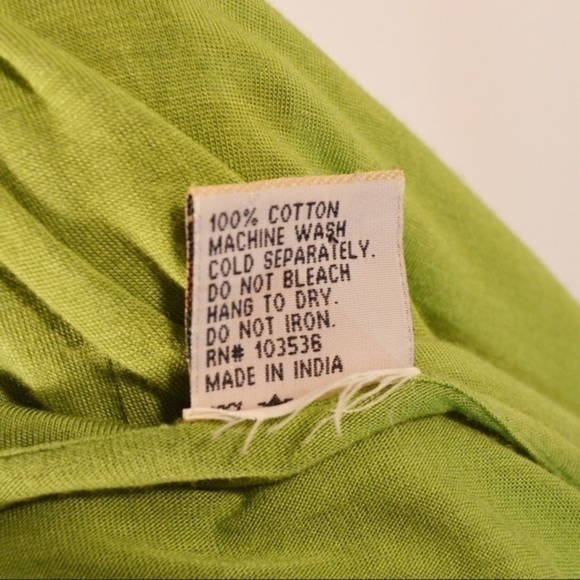 100% COTTON
MACHINE WASH
COLD SEPARATELY.
DO NOT BLEACH
HANG TO DRY.
DO NOT IRON.
RN# 103536
MADE IN INDIA